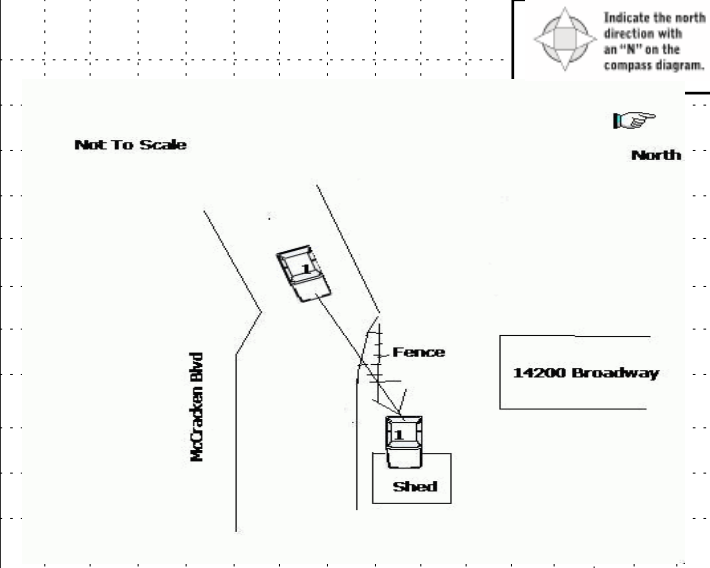 Indicate the north
direction with
an “N” on the
compass diagram.
Not To Scale
North
1
Fence
14200 Broadway
McCracken Blvd
1
Shed